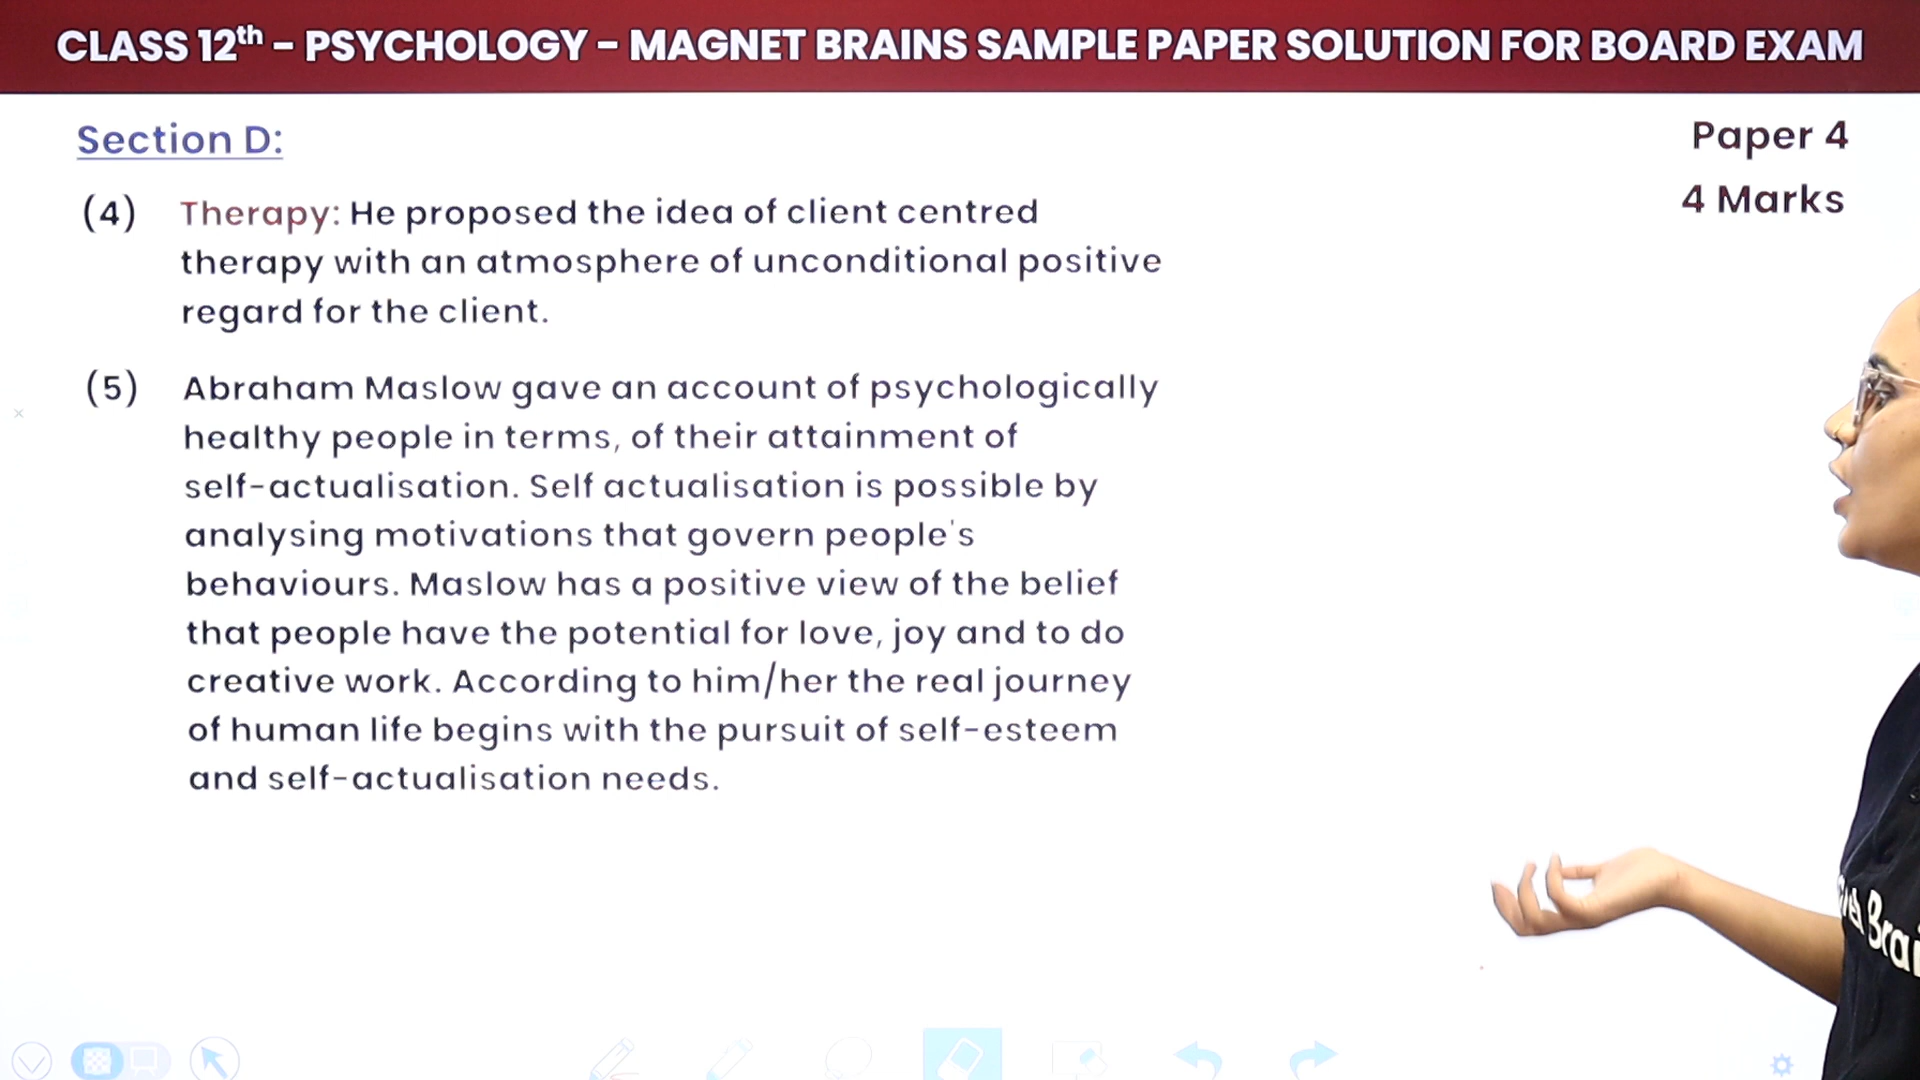 CLASS 12th – PSYCHOLOGY – MAGNET BRAINS SAMPLE PAPER SOLUTION FOR BOARD EXAM
Section D:
Paper 4
4 Marks
(4) Therapy: He proposed the idea of client centred
therapy with an atmosphere of unconditional positive
regard for the client.
(5) Abraham Maslow gave an account of psychologically
healthy people in terms, of their attainment of
self-actualisation. Self actualisation is possible by
analysing motivations that govern people's
behaviours. Maslow has a positive view of the belief
that people have the potential for love, joy and to do
creative work. According to him/her the real journey
of human life begins with the pursuit of self-esteem
and self-actualisation needs.